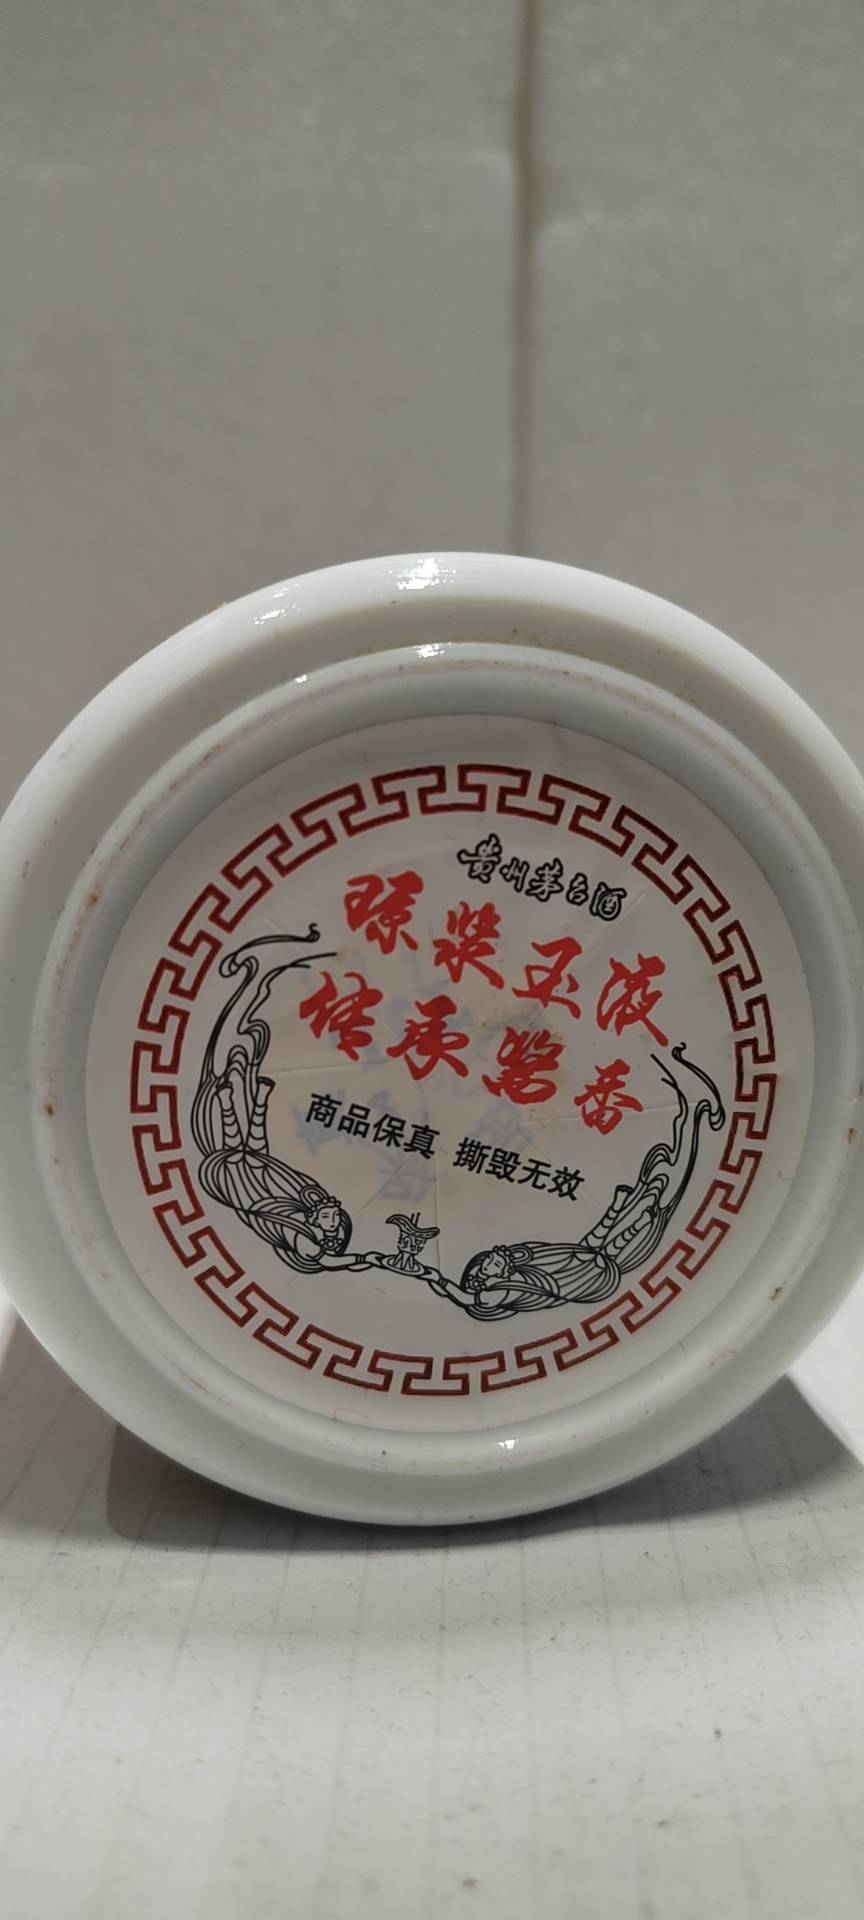 贵州茅台酒
琼浆玉液
传承酱香
商品保真 撕毁无效